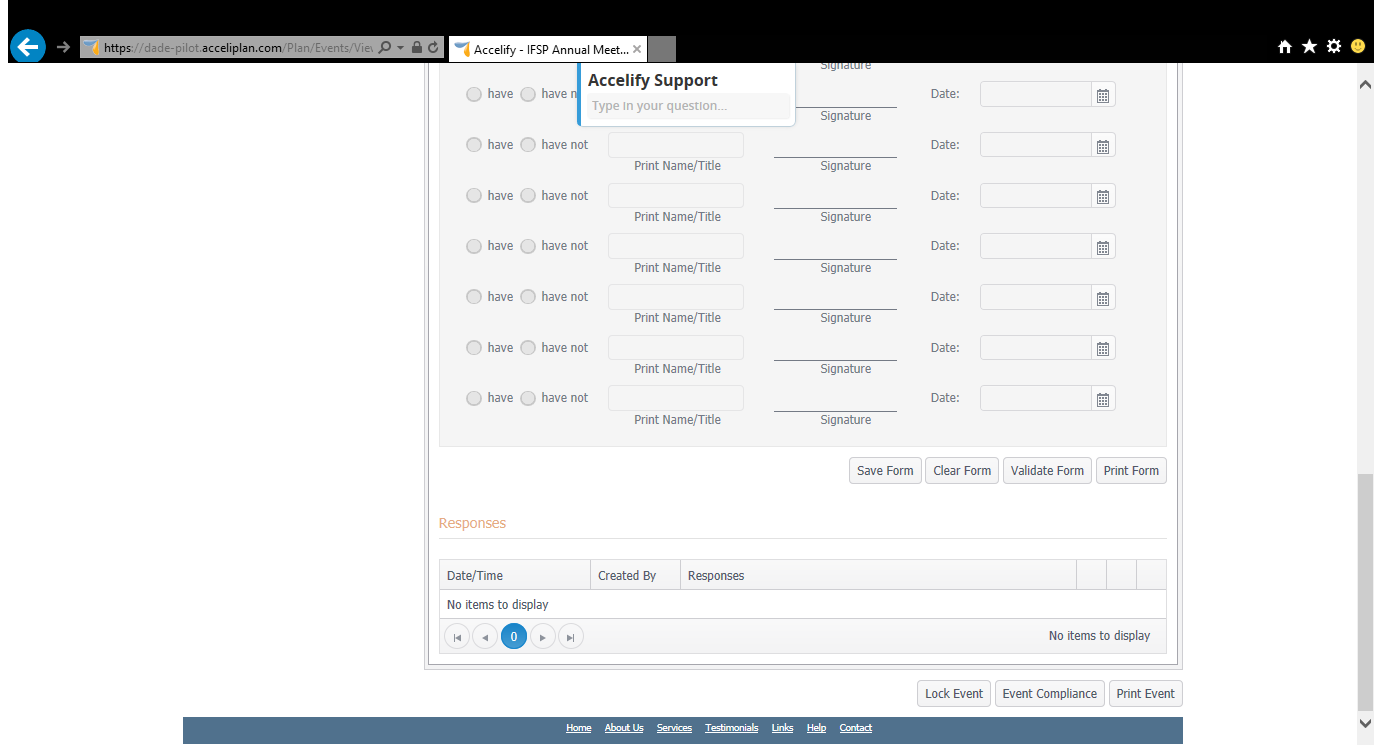 https://dade-pilot.acceliplan.com/Plan/Events/Vie
Accelify - IFSP Annual Meet...
Signature
Accelify Support
Type in your question...
have have n Date:
Signature
have have not Date:
Print Name/Title Signature
have have not Date:
Print Name/Title Signature
have have not Date:
Print Name/Title Signature
have have not Date:
Print Name/Title Signature
have have not Date:
Print Name/Title Signature
have have not Date:
Print Name/Title Signature
Save Form Clear Form Validate Form Print Form
Responses
Date/Time Created By Responses
No items to display
0 No items to display
Lock Event Event Compliance Print Event
Home About Us Services Testimonials Links Help Contact